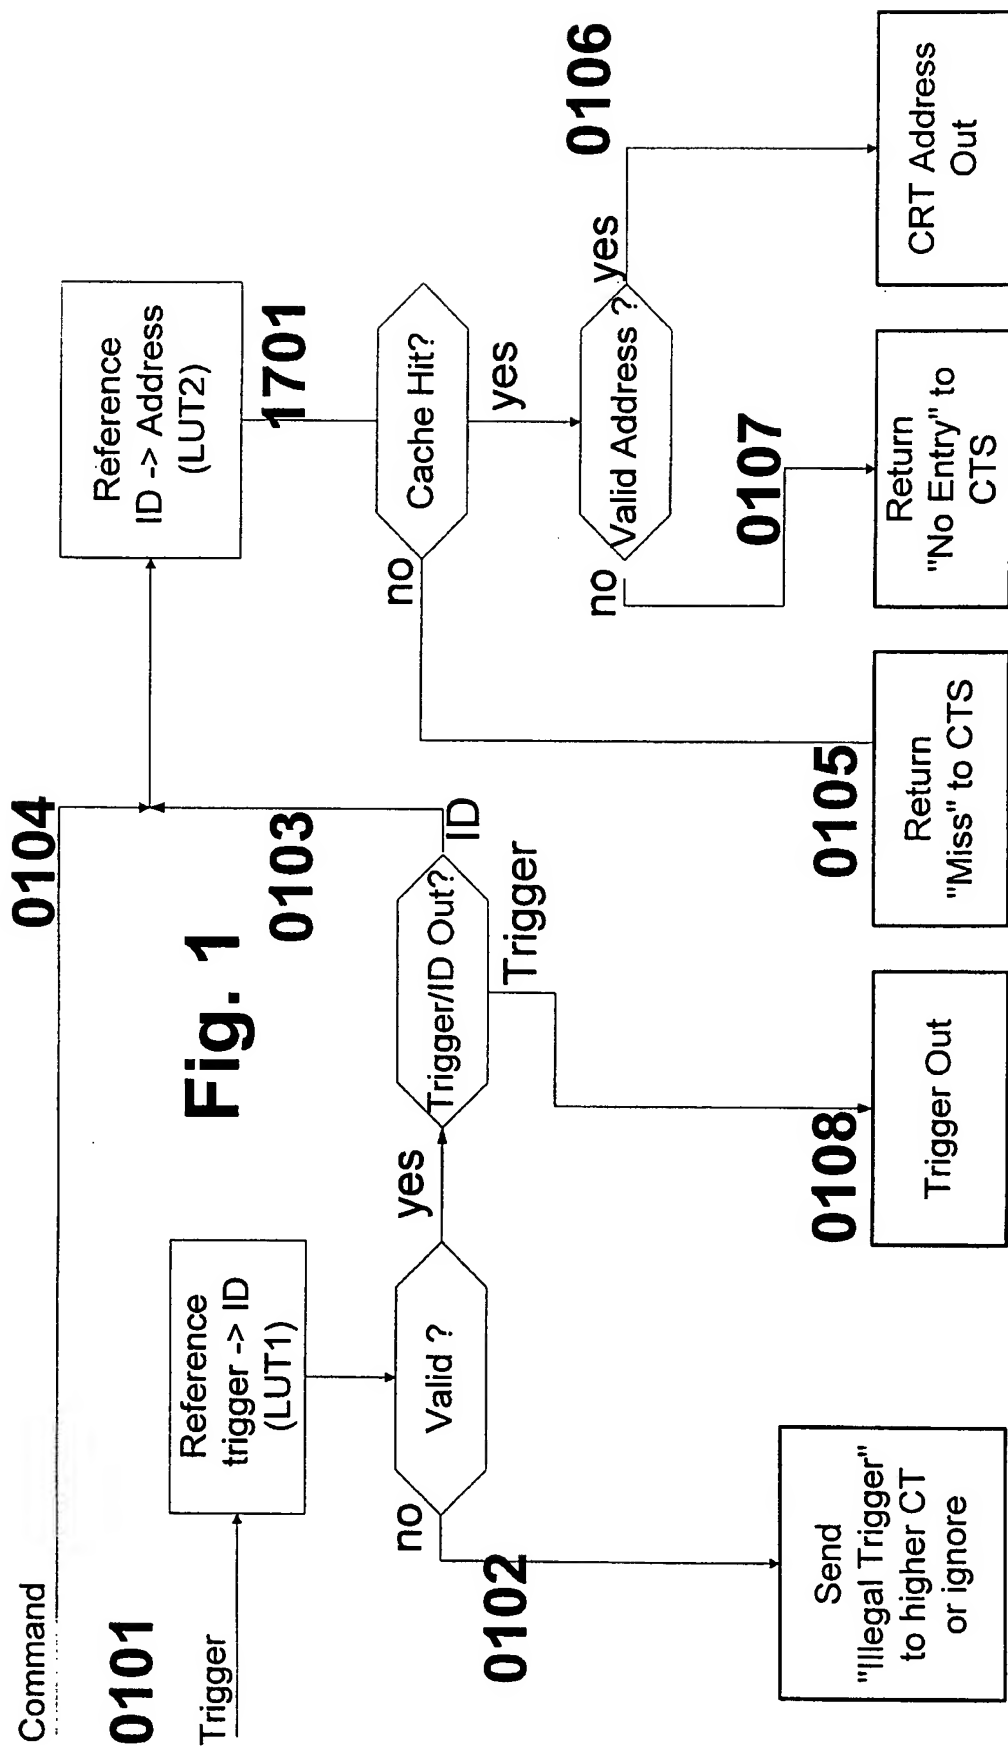 Command
0104
0101
Trigger
Reference
trigger -> ID
(LUT1)
Fig. 1
0103
Reference
ID -> Address
(LUT2)
1701
Valid ?
yes
no
0102
Trigger/ID Out?
ID
Trigger
Cache Hit?
no
yes
Valid Address ?
yes
no
0106
0107
0105
0108
Send
"Illegal Trigger"
to higher CT
or ignore
Trigger Out
Return
"Miss" to CTS
Return
"No Entry" to
CTS
CRT Address
Out